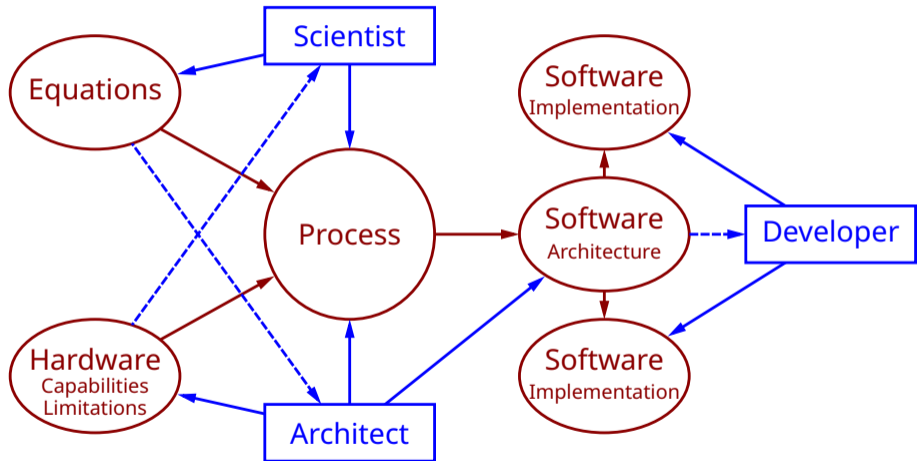 Scientist
Equations
Software
Implementation
Process
Software
Architecture
Developer
Hardware
Capabilities
Limitations
Software
Implementation
Architect